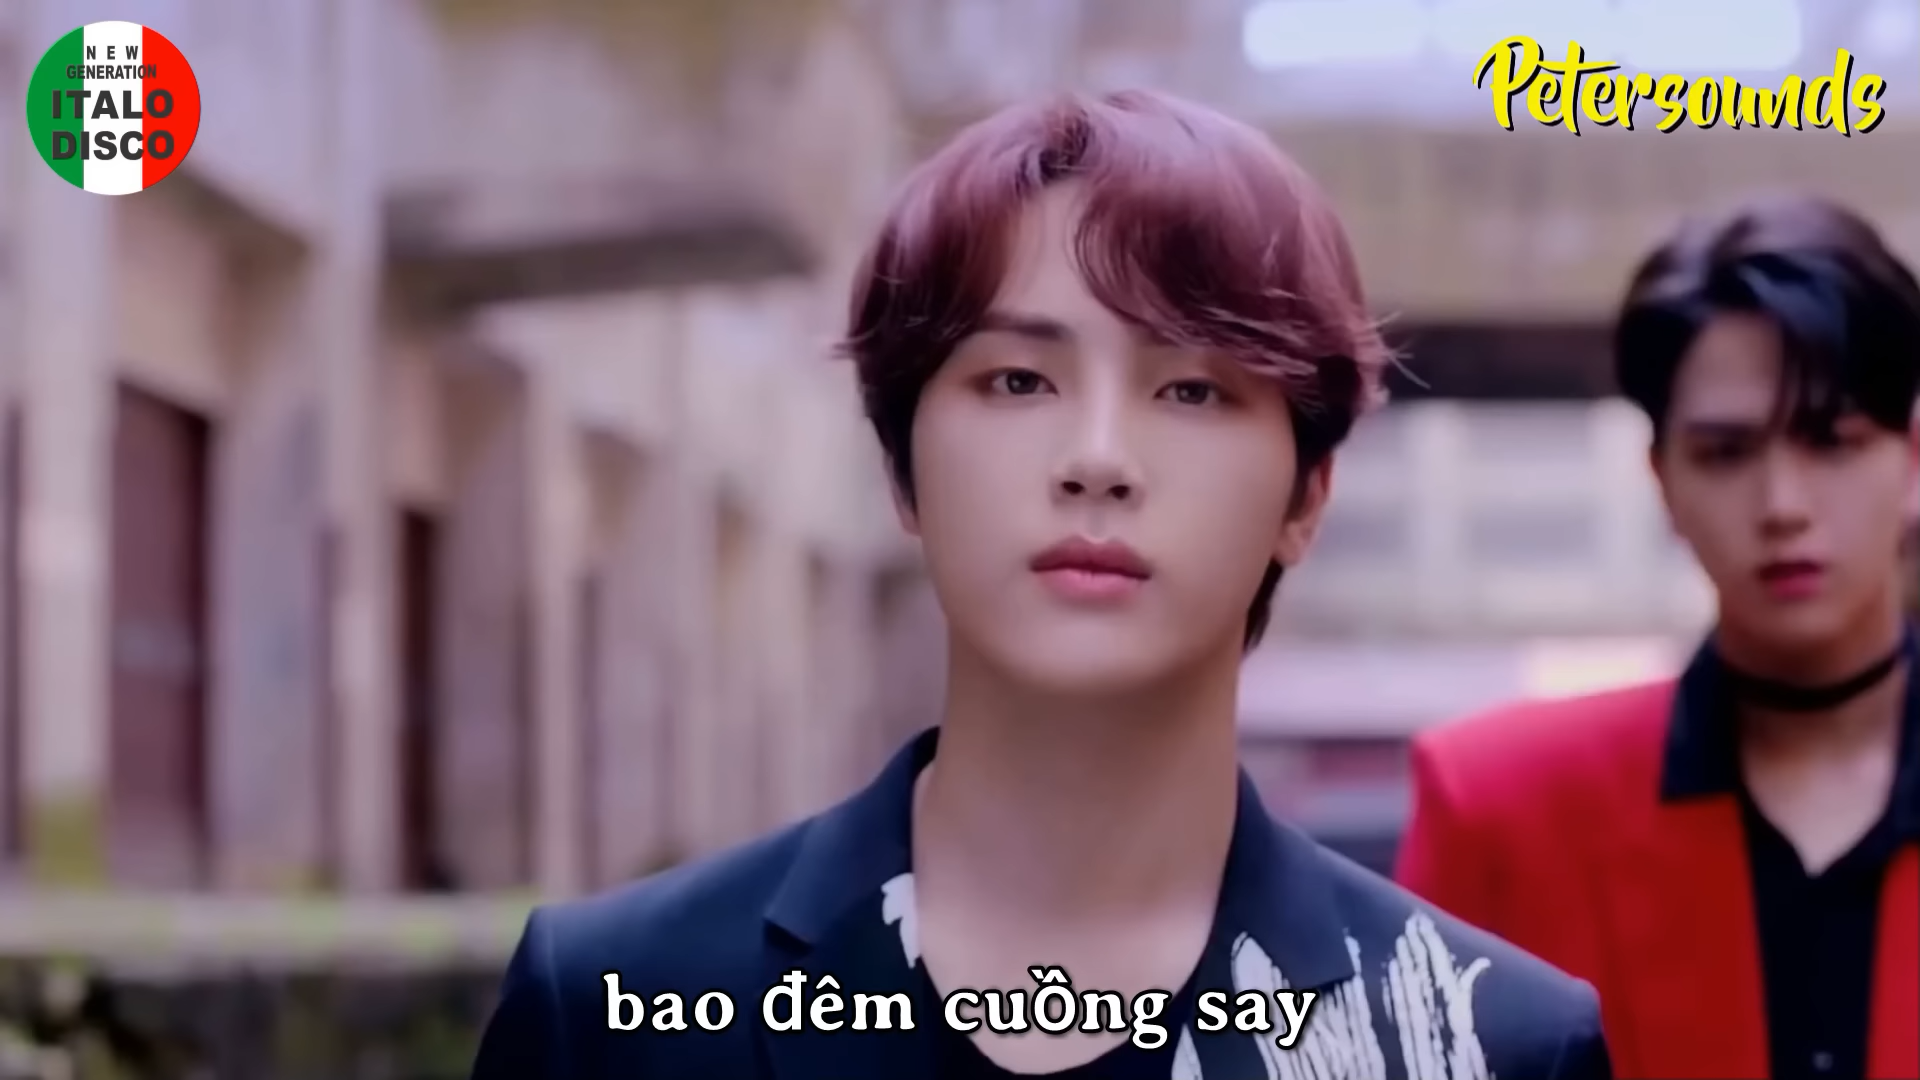 NEW
GENERATION
ITALO
DISCO
Petersounds
bao đêm cuồng say